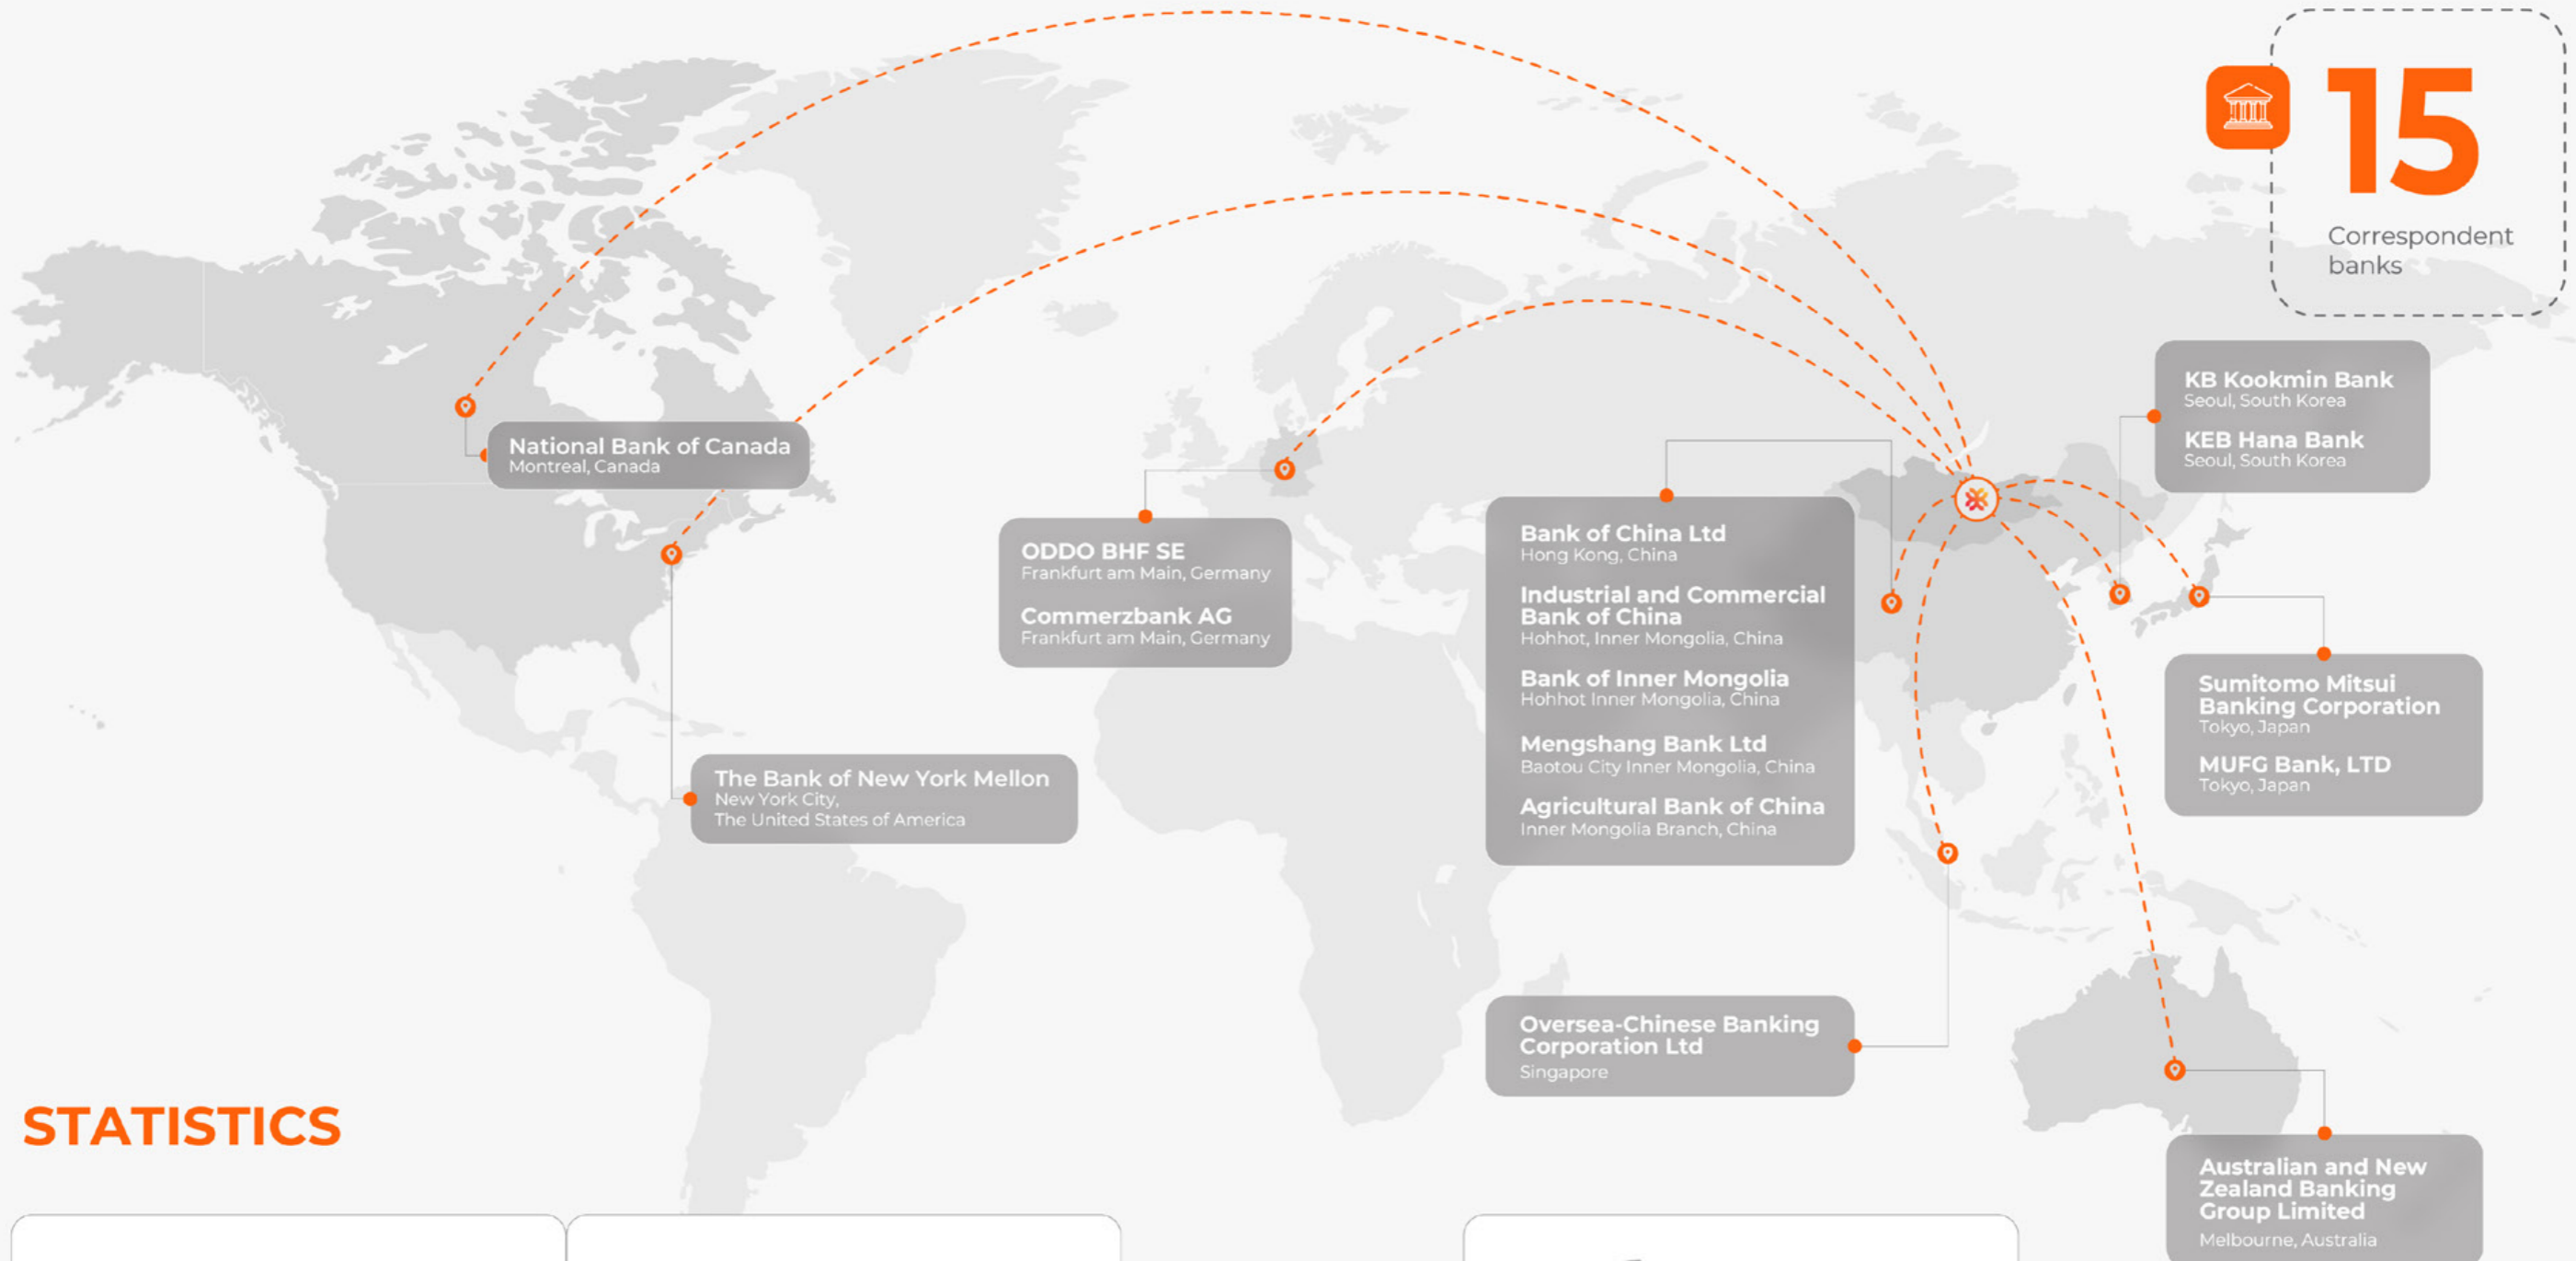 15
Correspondent
banks
KB Kookmin Bank
Seoul, South Korea
KEB Hana Bank
Seoul, South Korea
National Bank of Canada
Montreal, Canada
ODDO BHF SE
Frankfurt am Main, Germany
Commerzbank AG
Frankfurt am Main, Germany
Bank of China Ltd
Hong Kong, China
Industrial and Commercial
Bank of China
Hohhot, Inner Mongolia, China
Bank of Inner Mongolia
Hohhot Inner Mongolia, China
Mengshang Bank Ltd
Baotou City Inner Mongolia, China
Agricultural Bank of China
Inner Mongolia Branch, China
Sumitomo Mitsui
Banking Corporation
Tokyo, Japan
MUFG Bank, LTD
Tokyo, Japan
The Bank of New York Mellon
New York City,
The United States of America
Oversea-Chinese Banking
Corporation Ltd
Singapore
Australian and New
Zealand Banking
Group Limited
Melbourne, Australia
STATISTICS